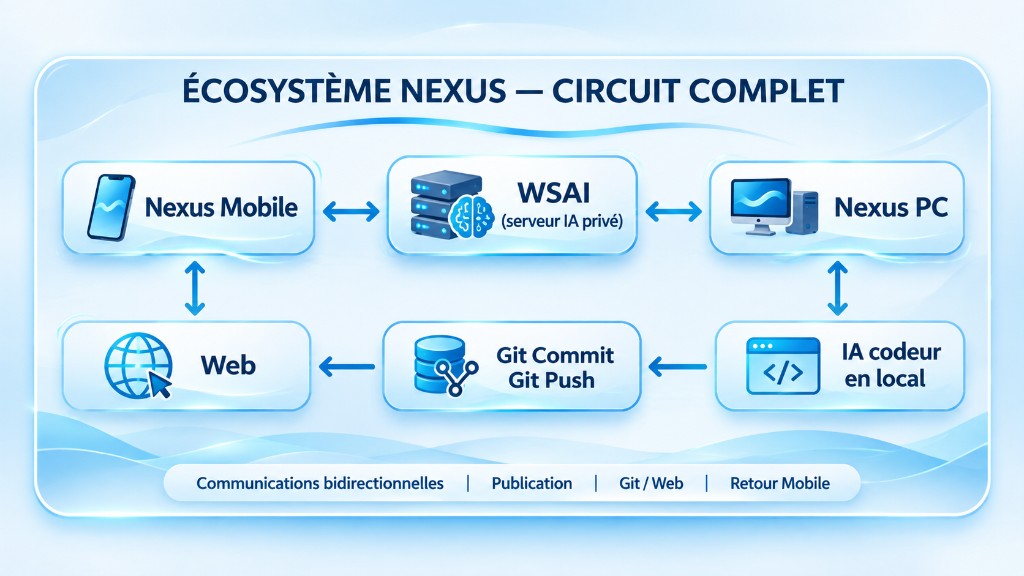 ÉCOSYSTÈME NEXUS — CIRCUIT COMPLET
Nexus Mobile
WSAI
(serveur IA privé)
Nexus PC
Web
Git Commit
Git Push
IA codeur
en local
Communications bidirectionnelles | Publication | Git / Web | Retour Mobile